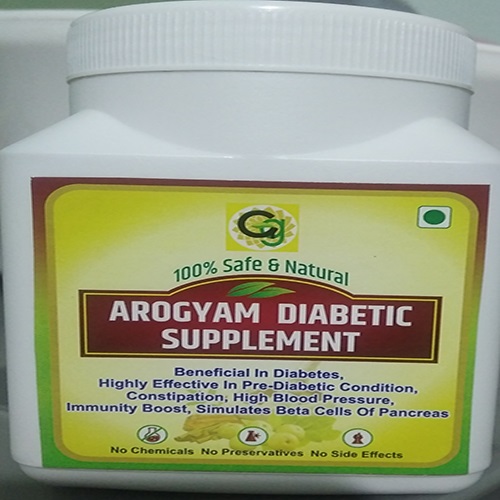 Gg
100% Safe & Natural
AROGYAM DIABETIC
SUPPLEMENT
Beneficial In Diabetes,
Highly Effective In Pre-Diabetic Condition,
Constipation, High Blood Pressure,
Immunity Boost, Simulates Beta Cells Of Pancreas
No Chemicals No Preservatives No Side Effects